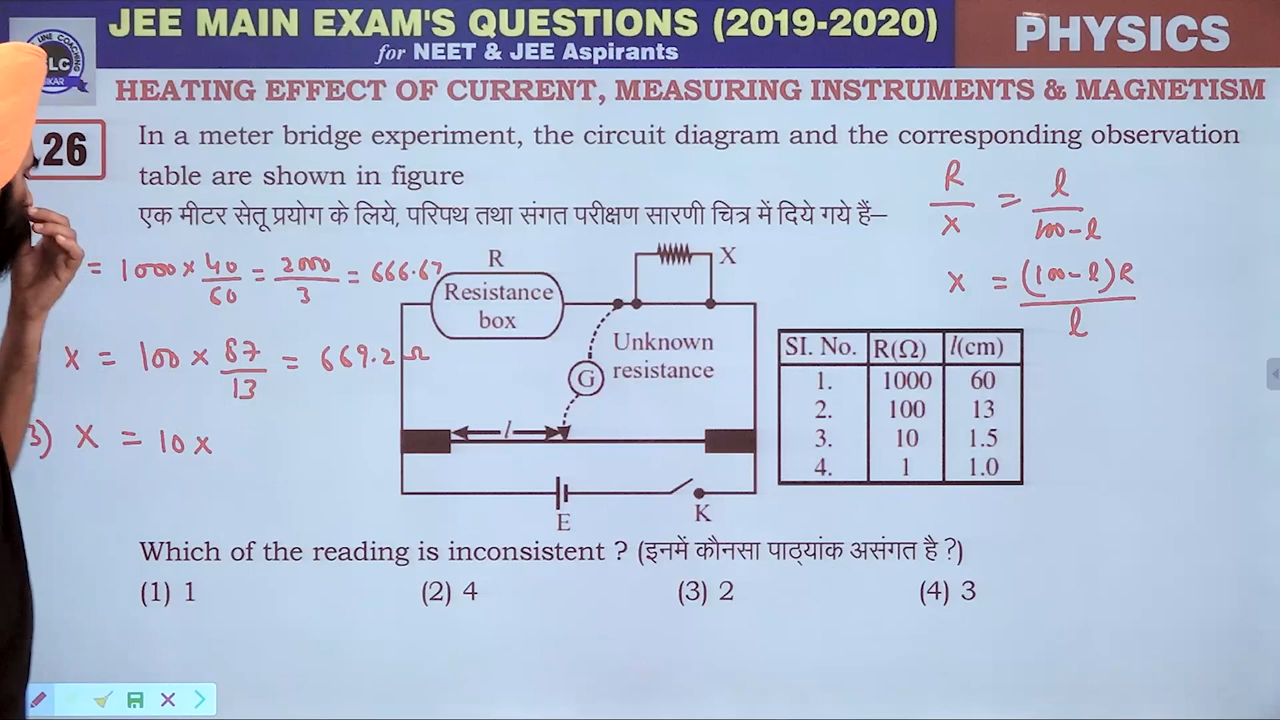 JEE MAIN EXAM'S QUESTIONS (2019-2020)
for NEET & JEE Aspirants
PHYSICS
LINE COACHING
SLC
SIKAR
HEATING EFFECT OF CURRENT, MEASURING INSTRUMENTS & MAGNETISM
.26
In a meter bridge experiment, the circuit diagram and the corresponding observation
table are shown in figure
एक मीटर सेतू प्रयोग के लिये, परिपथ तथा संगत परीक्षण सारणी चित्र में दिये गये हैं–
R/x = l/100-l
x = (100-l)R/l
= 1000 × 40/60 = 2000/3 = 666.67
x = 100 × 87/13 = 669.2 Ω
3) x = 10 x
R
Resistance
box
X
Unknown
resistance
G
l
E
K
SI. No. R(Ω) l(cm)
1. 1000 60
2. 100 13
3. 10 1.5
4. 1 1.0
Which of the reading is inconsistent ? (इनमें कौनसा पाठ्यांक असंगत है ?)
(1) 1 (2) 4 (3) 2 (4) 3